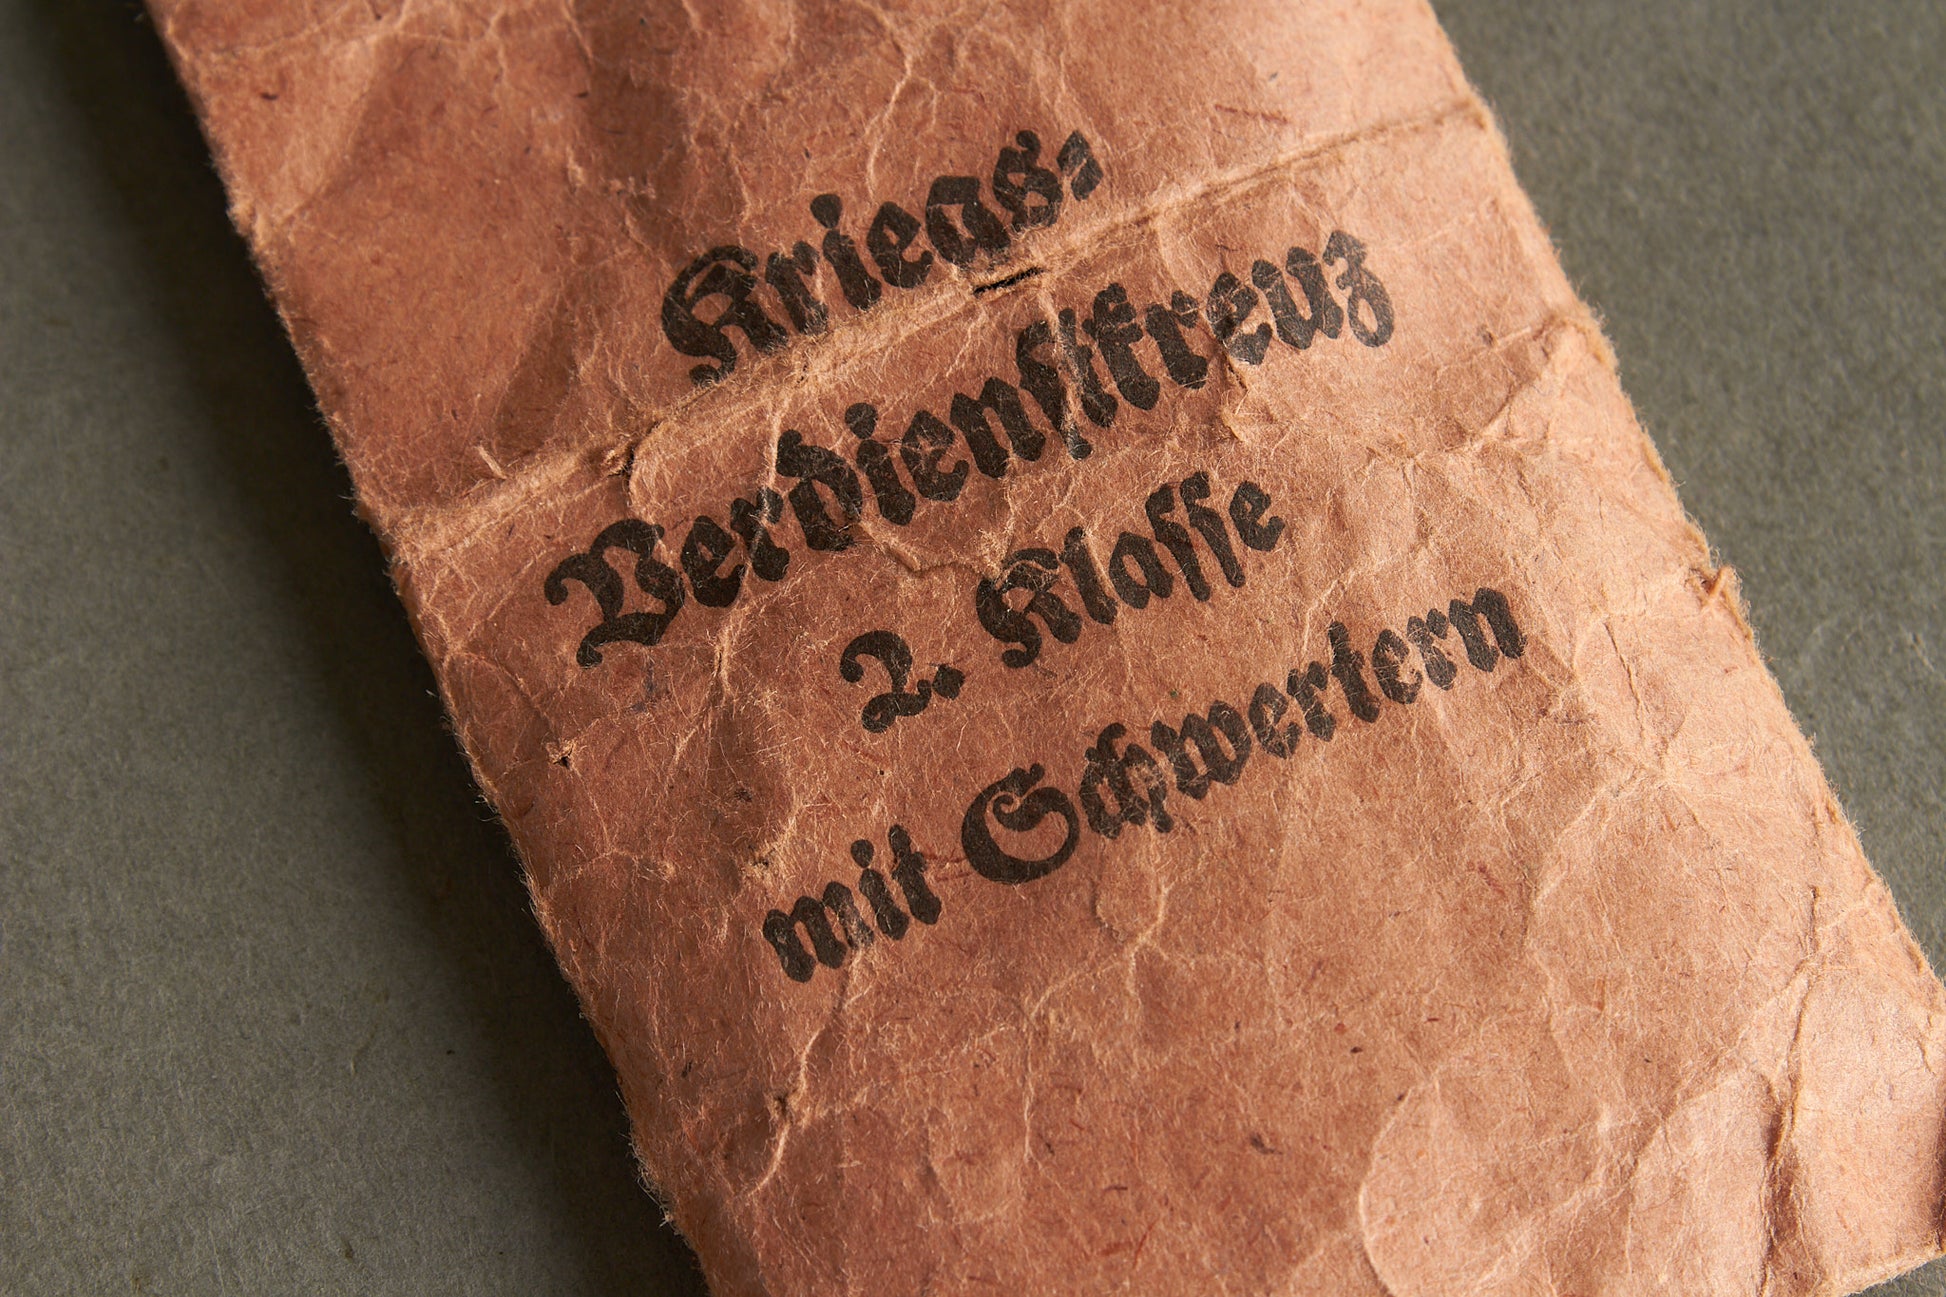 Kriegs-
Verdienſtkreuz
2. Klaſſe
mit Schwertern